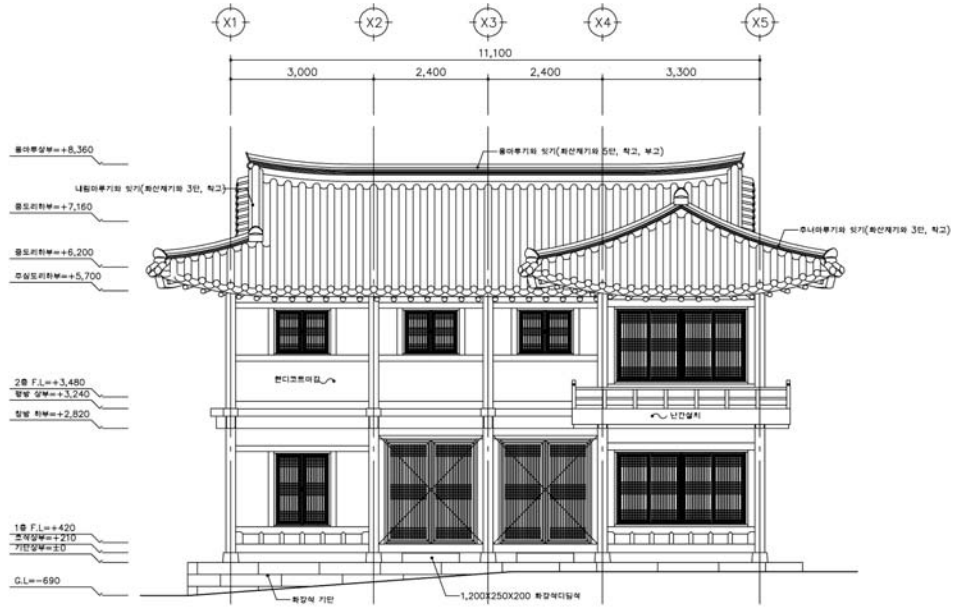 X1 X2 X3 X4 X5
11,100
3,000 2,400 2,400 3,300
용마루상부=+8,360
용마루기와 잇기(화산재기와 5단, 착고, 부고)
내림마루기와 잇기(화산재기와 3단, 착고)
종도리하부=+7,160
추녀마루기와 잇기(화산재기와 3단, 착고)
중도리하부=+6,200
주심도리하부=+5,700
핸디코트마감
2층 F.L=+3,480
평방 상부=+3,240
난간설치
창방 하부=+2,820
1층 F.L=+420
초석상부=+210
기단상부=±0
G.L=-690
화강석 기단
1,200X250X200 화강석디딤석